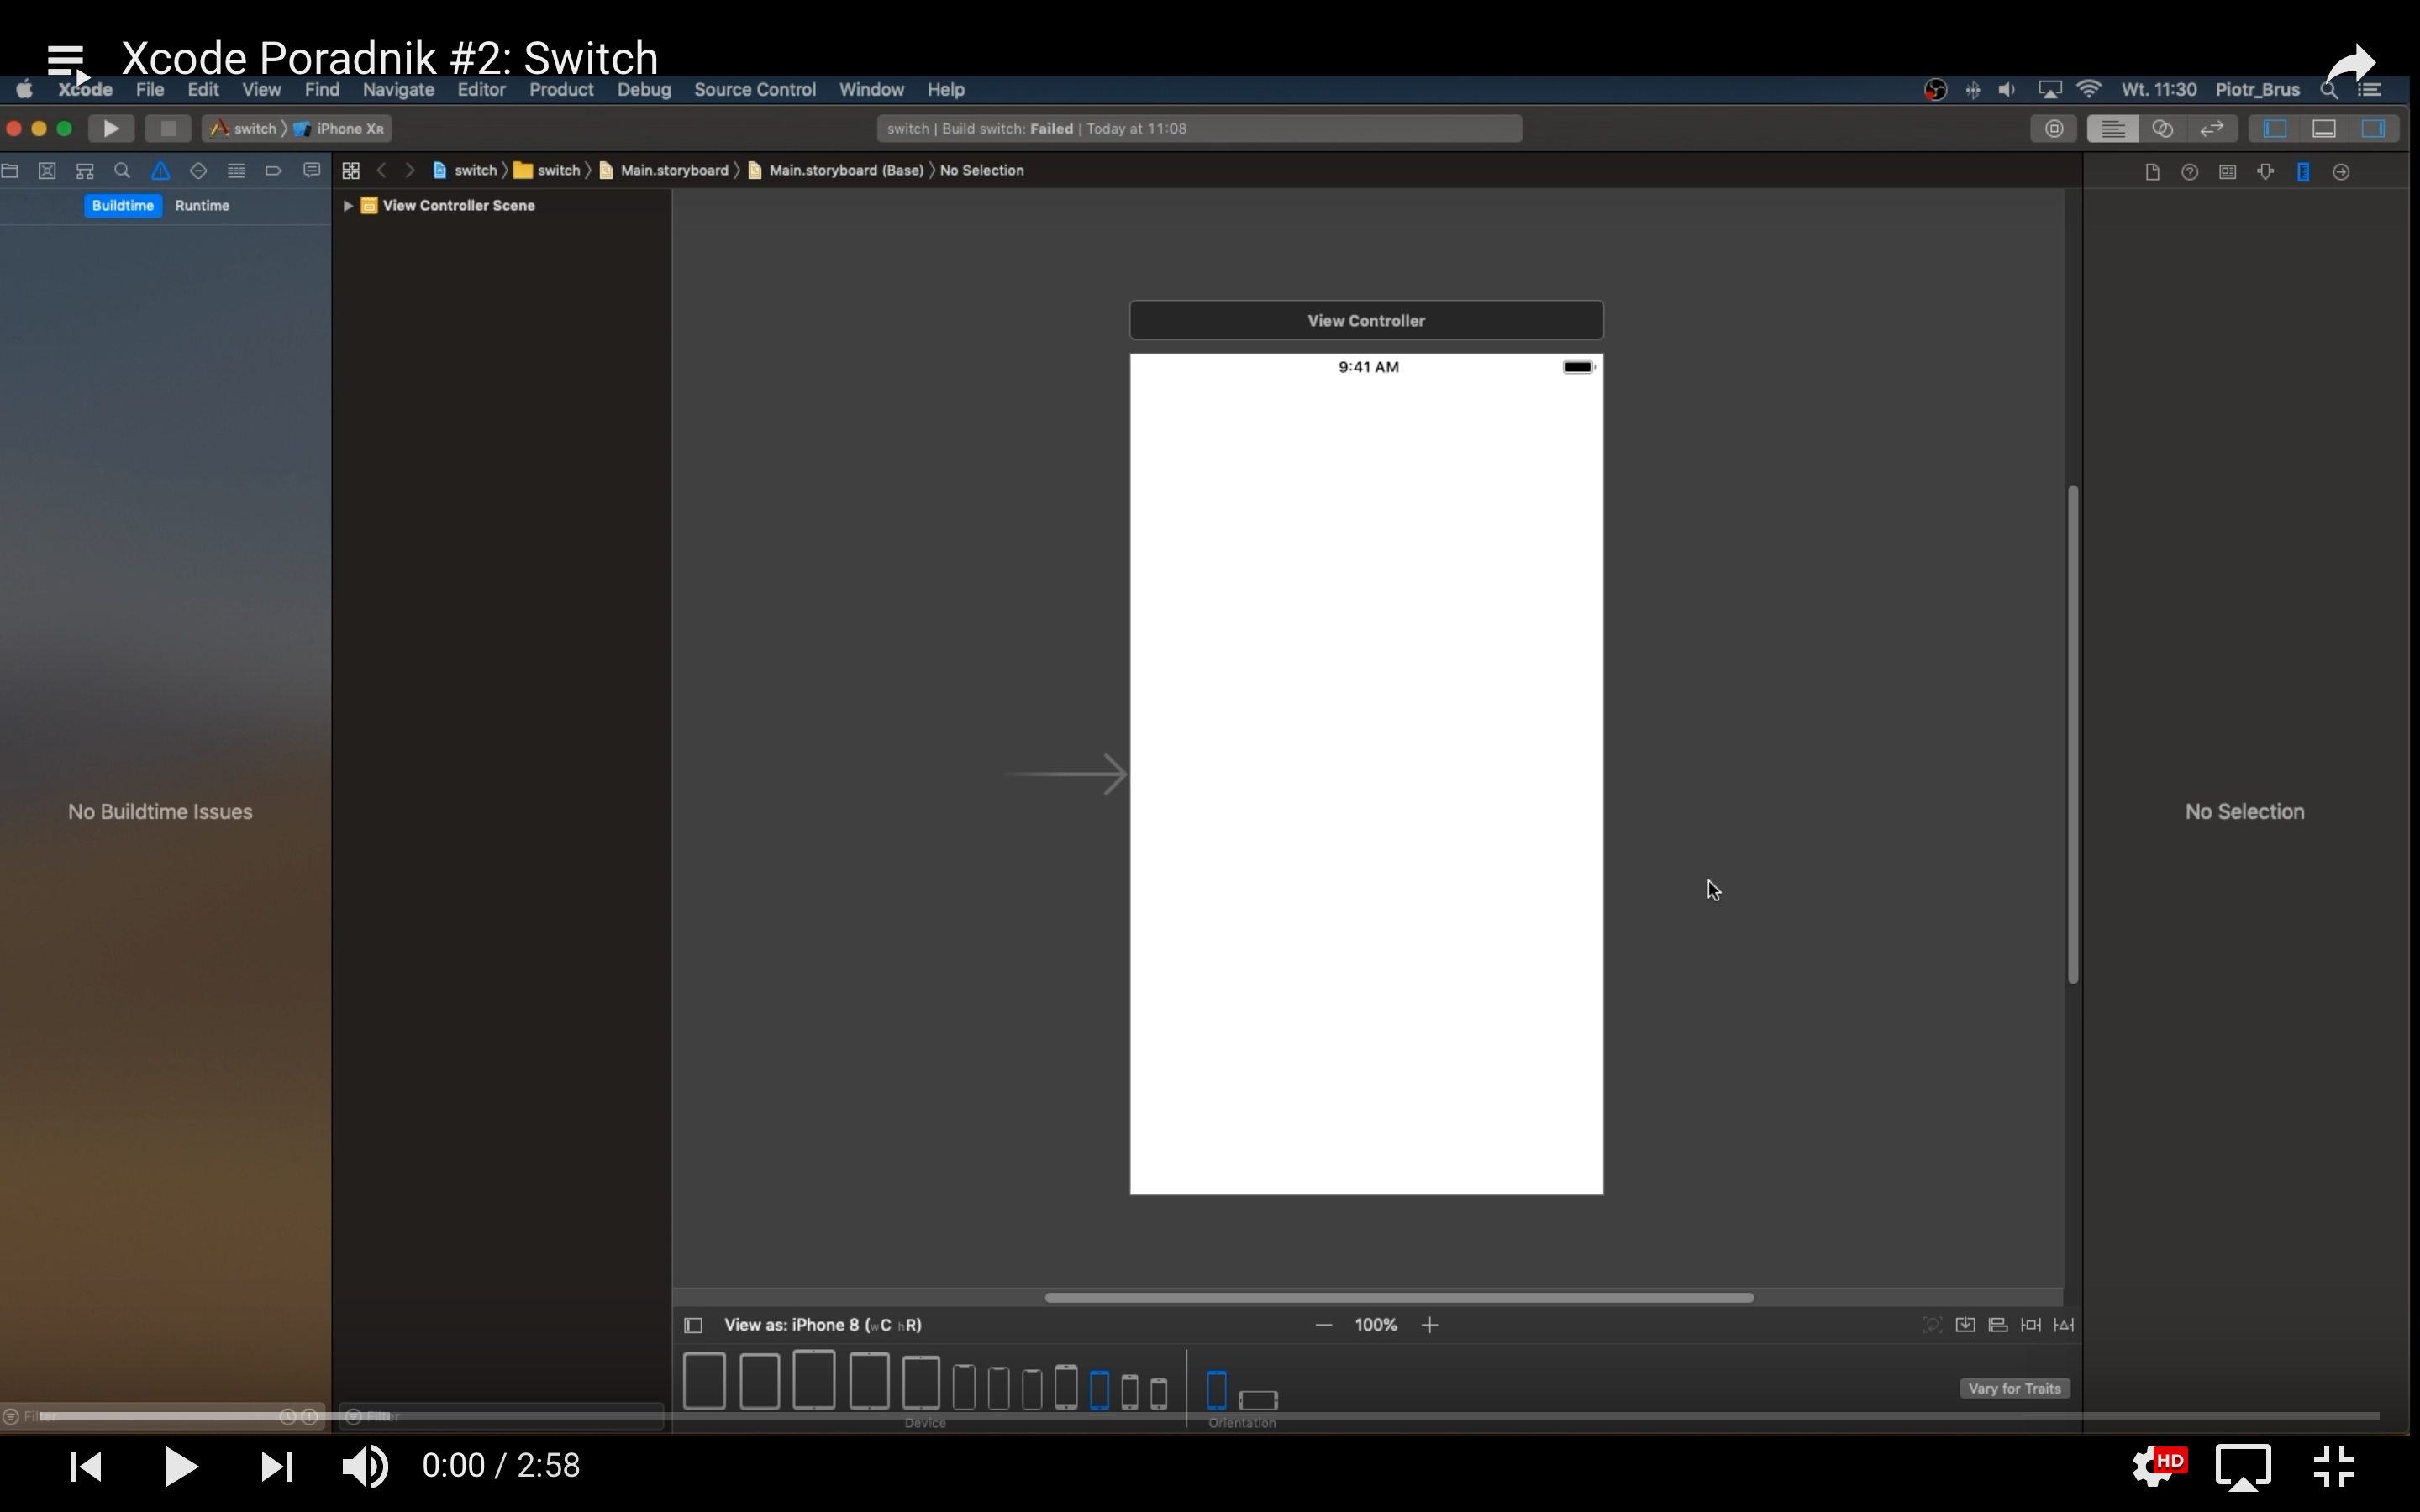 Xcode Poradnik #2: Switch
Xcode File Edit View Find Navigate Editor Product Debug Source Control Window Help Wt. 11:30 Piotr_Brus
switch iPhone XR switch | Build switch: Failed | Today at 11:08
switch switch Main.storyboard Main.storyboard (Base) No Selection
Buildtime Runtime View Controller Scene
View Controller
9:41 AM
No Buildtime Issues
No Selection
View as: iPhone 8 (wC hR) 100%
Vary for Traits
Filter Filter
Device Orientation
0:00 / 2:58 HD